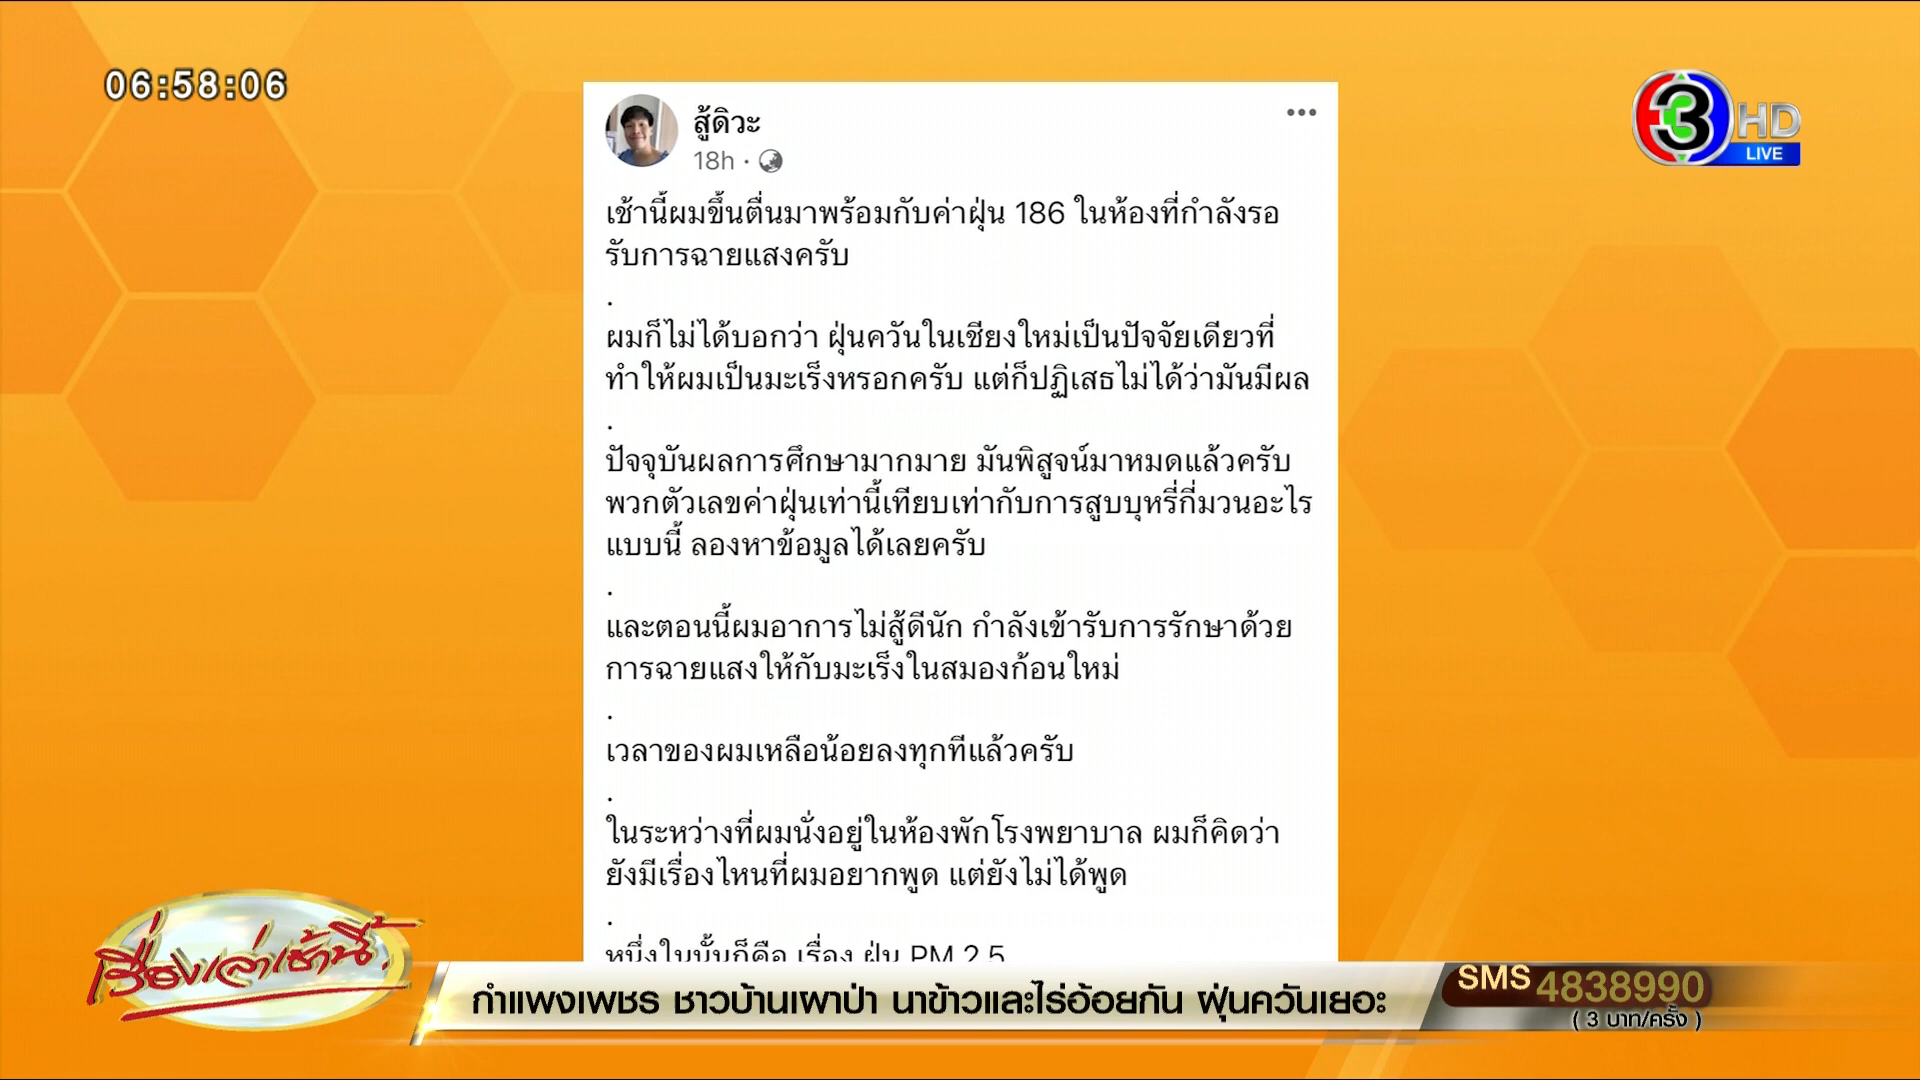 06:58:06
3 HD
LIVE
สู้ดิวะ
18h ·
เช้านี้ผมขึ้นตื่นมาพร้อมกับค่าฝุ่น 186 ในห้องที่กำลังรอ
รับการฉายแสงครับ
.
ผมก็ไม่ได้บอกว่า ฝุ่นควันในเชียงใหม่เป็นปัจจัยเดียวที่
ทำให้ผมเป็นมะเร็งหรอกครับ แต่ก็ปฏิเสธไม่ได้ว่ามันมีผล
.
ปัจจุบันผลการศึกษามากมาย มันพิสูจน์มาหมดแล้วครับ
พวกตัวเลขค่าฝุ่นเท่านี้เทียบเท่ากับการสูบบุหรี่กี่มวนอะไร
แบบนี้ ลองหาข้อมูลได้เลยครับ
.
และตอนนี้ผมอาการไม่สู้ดีนัก กำลังเข้ารับการรักษาด้วย
การฉายแสงให้กับมะเร็งในสมองก้อนใหม่
.
เวลาของผมเหลือน้อยลงทุกทีแล้วครับ
.
ในระหว่างที่ผมนั่งอยู่ในห้องพักโรงพยาบาล ผมก็คิดว่า
ยังมีเรื่องไหนที่ผมอยากพูด แต่ยังไม่ได้พูด
.
หนึ่งในนั้นก็คือ เรื่อง ฝุ่น PM 2.5
เรื่องเล่าเช้านี้
กำแพงเพชร ชาวบ้านเผาป่า นาข้าวและไร่อ้อยกัน ฝุ่นควันเยอะ
SMS 4838990
( 3 บาท/ครั้ง )